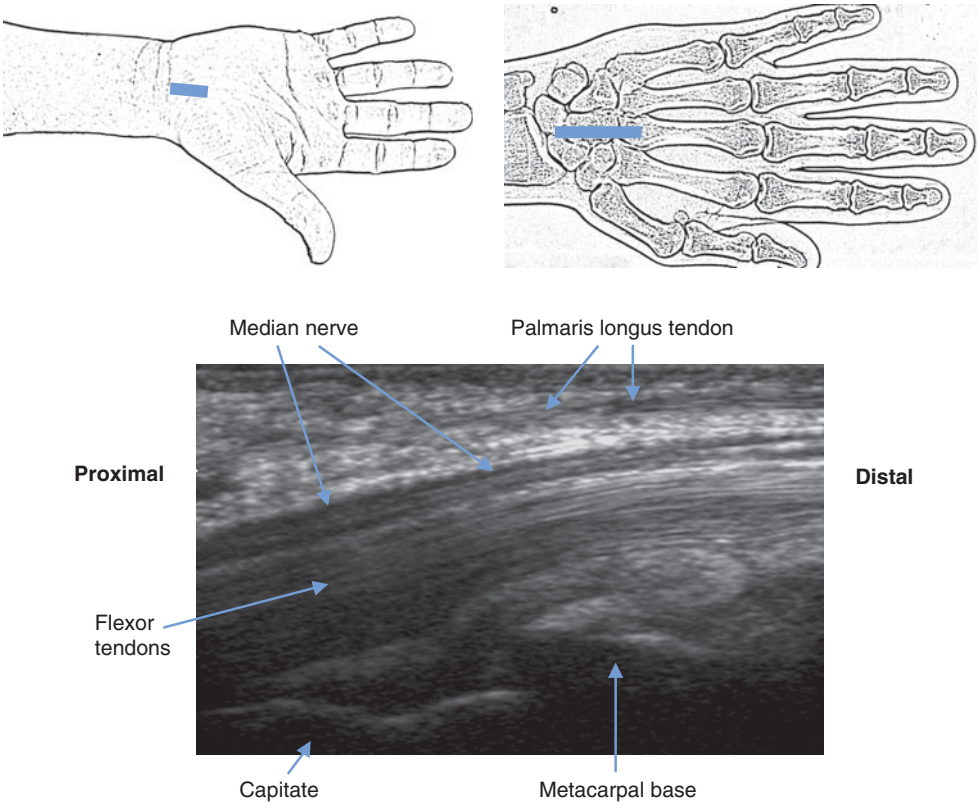 Median nerve
Palmaris longus tendon
Proximal
Distal
Flexor
tendons
Capitate
Metacarpal base